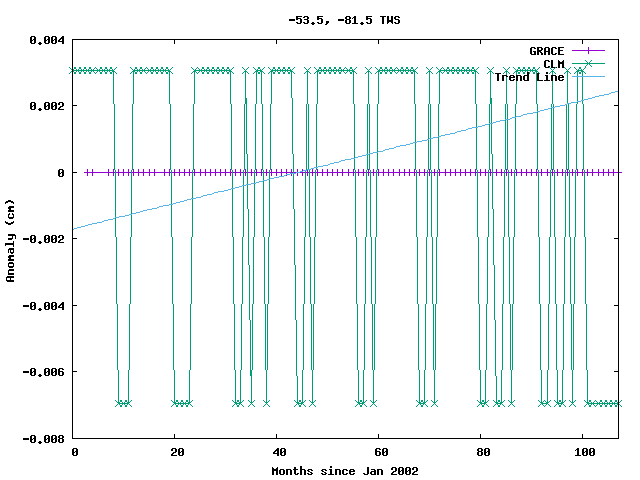 -53.5, -81.5 TWS
0.004
0.002
0
-0.002
-0.004
-0.006
-0.008
Anomaly (cm)
GRACE
CLM
Trend Line
0 20 40 60 80 100
Months since Jan 2002